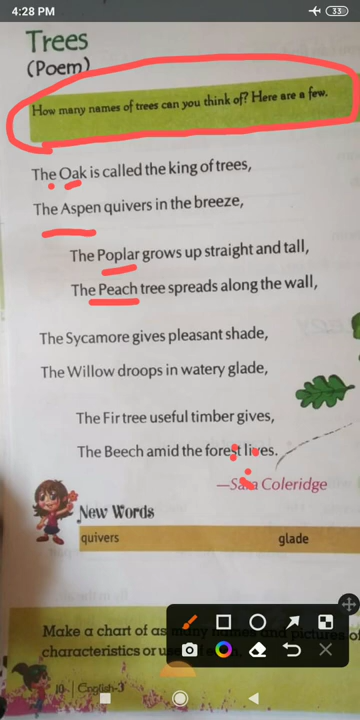 4:28 PM
33
Trees
(Poem)
How many names of trees can you think of? Here are a few.
The Oak is called the king of trees,
The Aspen quivers in the breeze,
The Poplar grows up straight and tall,
The Peach tree spreads along the wall,
The Sycamore gives pleasant shade,
The Willow droops in watery glade,
The Fir tree useful timber gives,
The Beech amid the forest lives.
—Sara Coleridge
New Words
quivers glade
Make a chart of as many names and pictures of
characteristics or
10 English-3